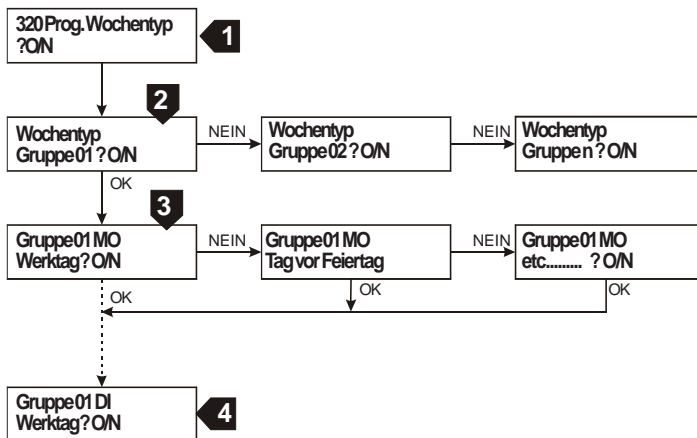 320 Prog. Wochentyp
?O/N
1
2
Wochentyp
Gruppe 01 ? O/N
NEIN
Wochentyp
Gruppe 02 ? O/N
NEIN
Wochentyp
Gruppe n ? O/N
OK
3
Gruppe 01 MO
Werktag? O/N
NEIN
Gruppe 01 MO
Tag vor Feiertag
NEIN
Gruppe 01 MO
etc......... ? O/N
OK
OK
OK
Gruppe 01 DI
Werktag? O/N
4